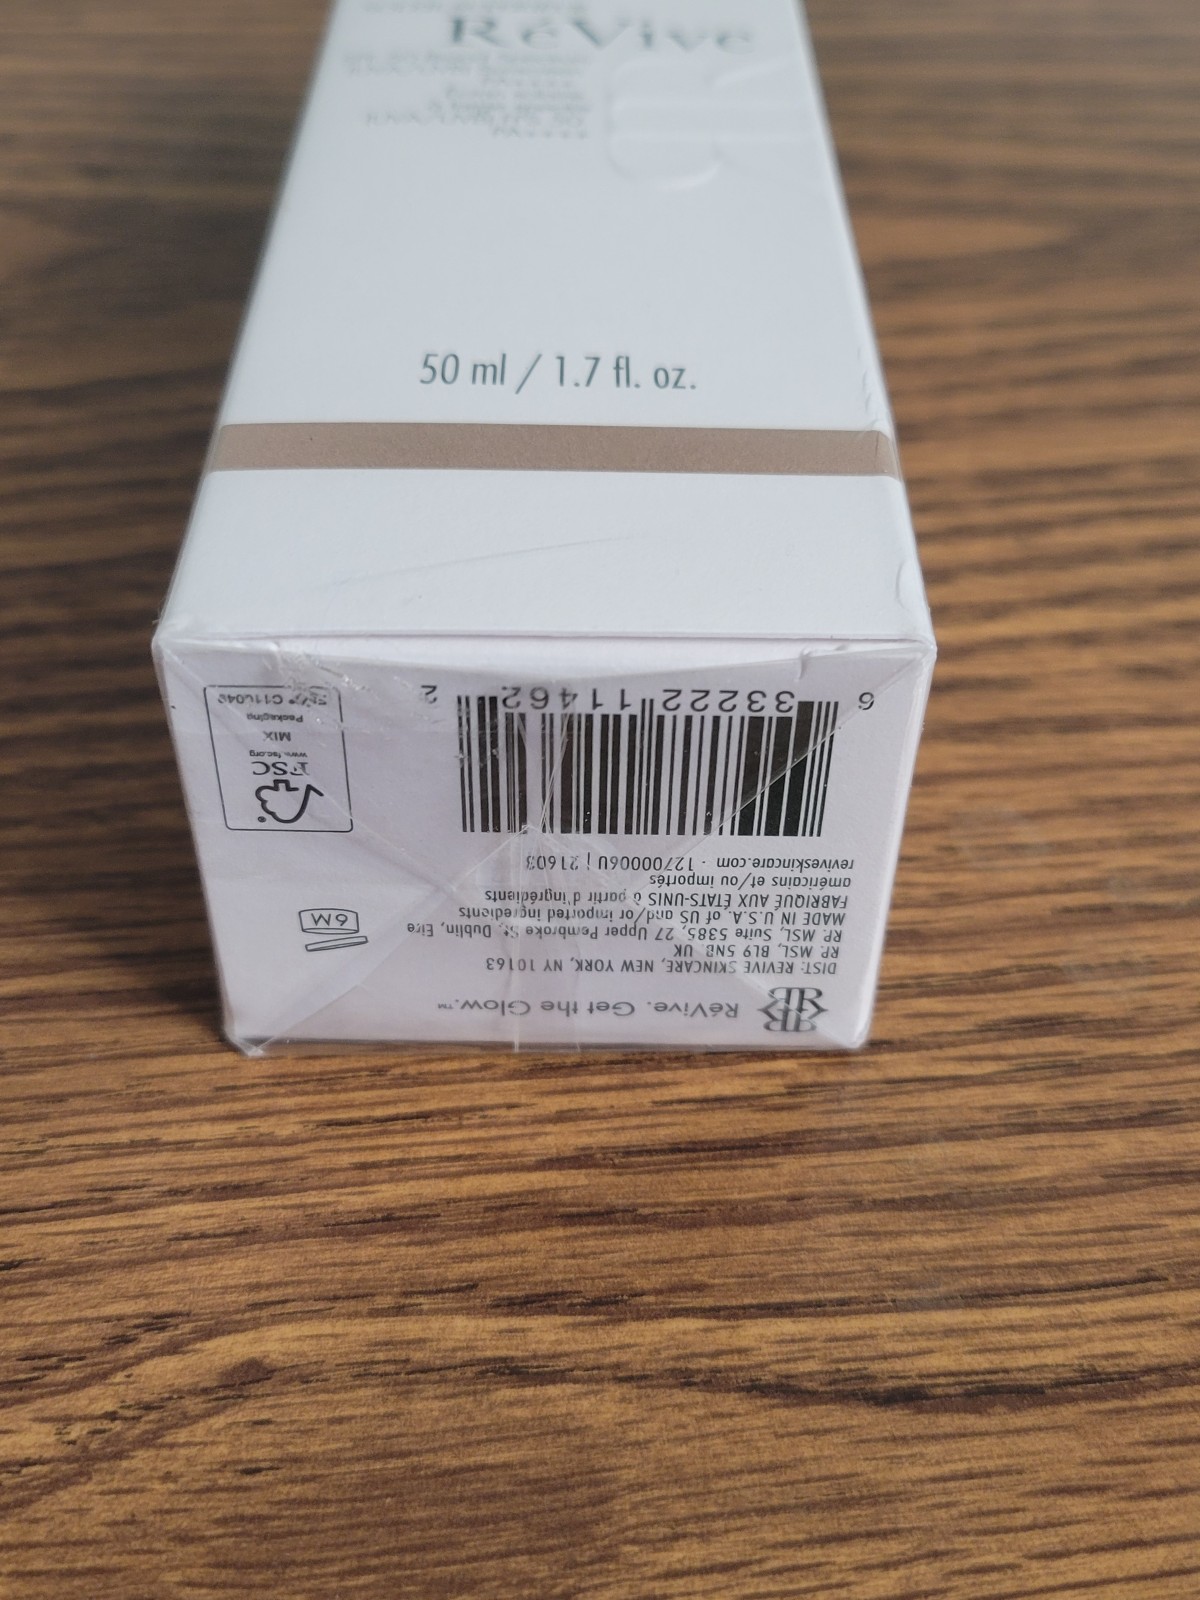 RéVive
50 ml / 1.7 fl. oz.
RéVive. Get the Glow.™
DIST: REVIVE SKINCARE, NEW YORK, NY 10163
RP. MSL, BL9 5NB. UK
RP. MSL, Suite 5385, 27 Upper Pembroke St, Dublin, Eire
MADE IN U.S.A. of US and/or imported ingredients
FABRIQUÉ AUX ÉTATS-UNIS à partir d'ingrédients
américains et/ou importés
reviveskincare.com · 12700006U | 21603
6 33222 11462 2
6M
FSC
www.fsc.org
MIX
Packaging